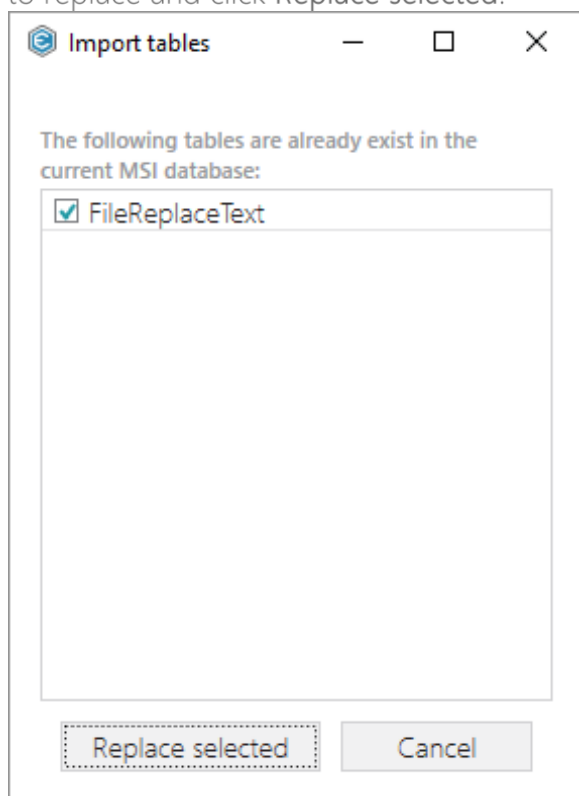 to replace and click Replace selected.
Import tables
The following tables are already exist in the
current MSI database:
FileReplaceText
Replace selected
Cancel